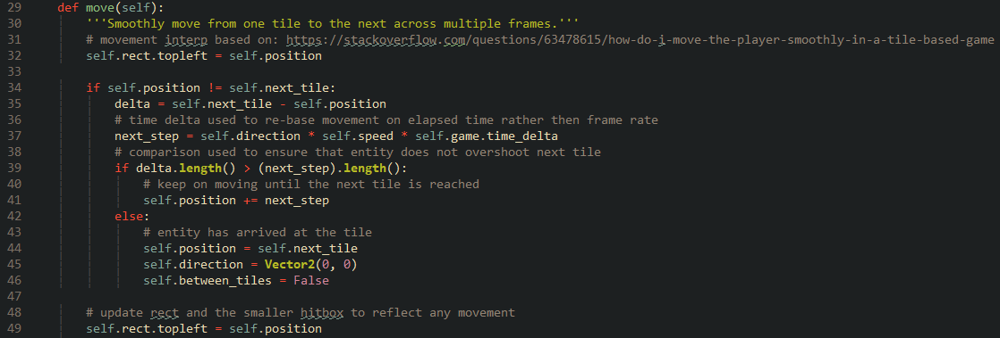 29 def move(self):
30 '''Smoothly move from one tile to the next across multiple frames.'''
31 # movement interp based on: https://stackoverflow.com/questions/63478615/how-do-i-move-the-player-smoothly-in-a-tile-based-game
32 self.rect.topleft = self.position
33
34 if self.position != self.next_tile:
35 delta = self.next_tile - self.position
36 # time delta used to re-base movement on elapsed time rather then frame rate
37 next_step = self.direction * self.speed * self.game.time_delta
38 # comparison used to ensure that entity does not overshoot next tile
39 if delta.length() > (next_step).length():
40 # keep on moving until the next tile is reached
41 self.position += next_step
42 else:
43 # entity has arrived at the tile
44 self.position = self.next_tile
45 self.direction = Vector2(0, 0)
46 self.between_tiles = False
47
48 # update rect and the smaller hitbox to reflect any movement
49 self.rect.topleft = self.position